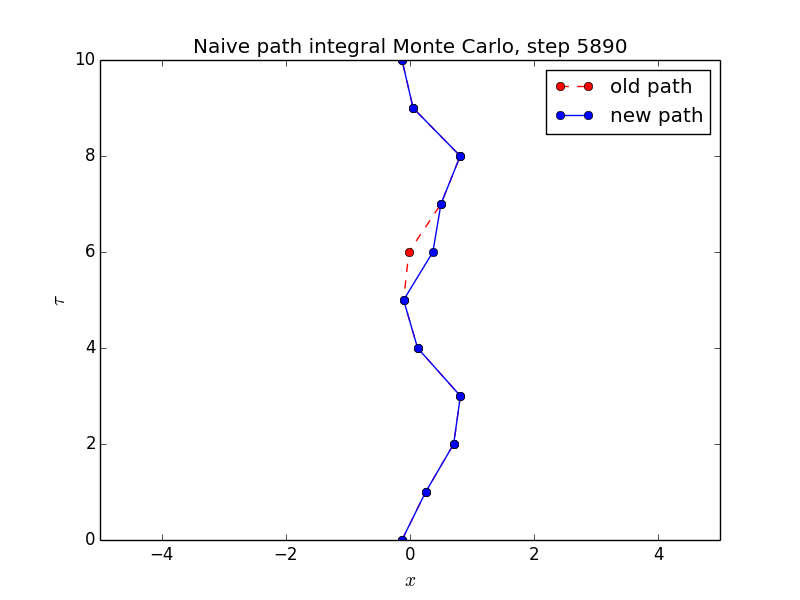 Naive path integral Monte Carlo, step 5890
10
old path
new path
8
6
τ
4
2
0
−4
−2
0
2
4
x